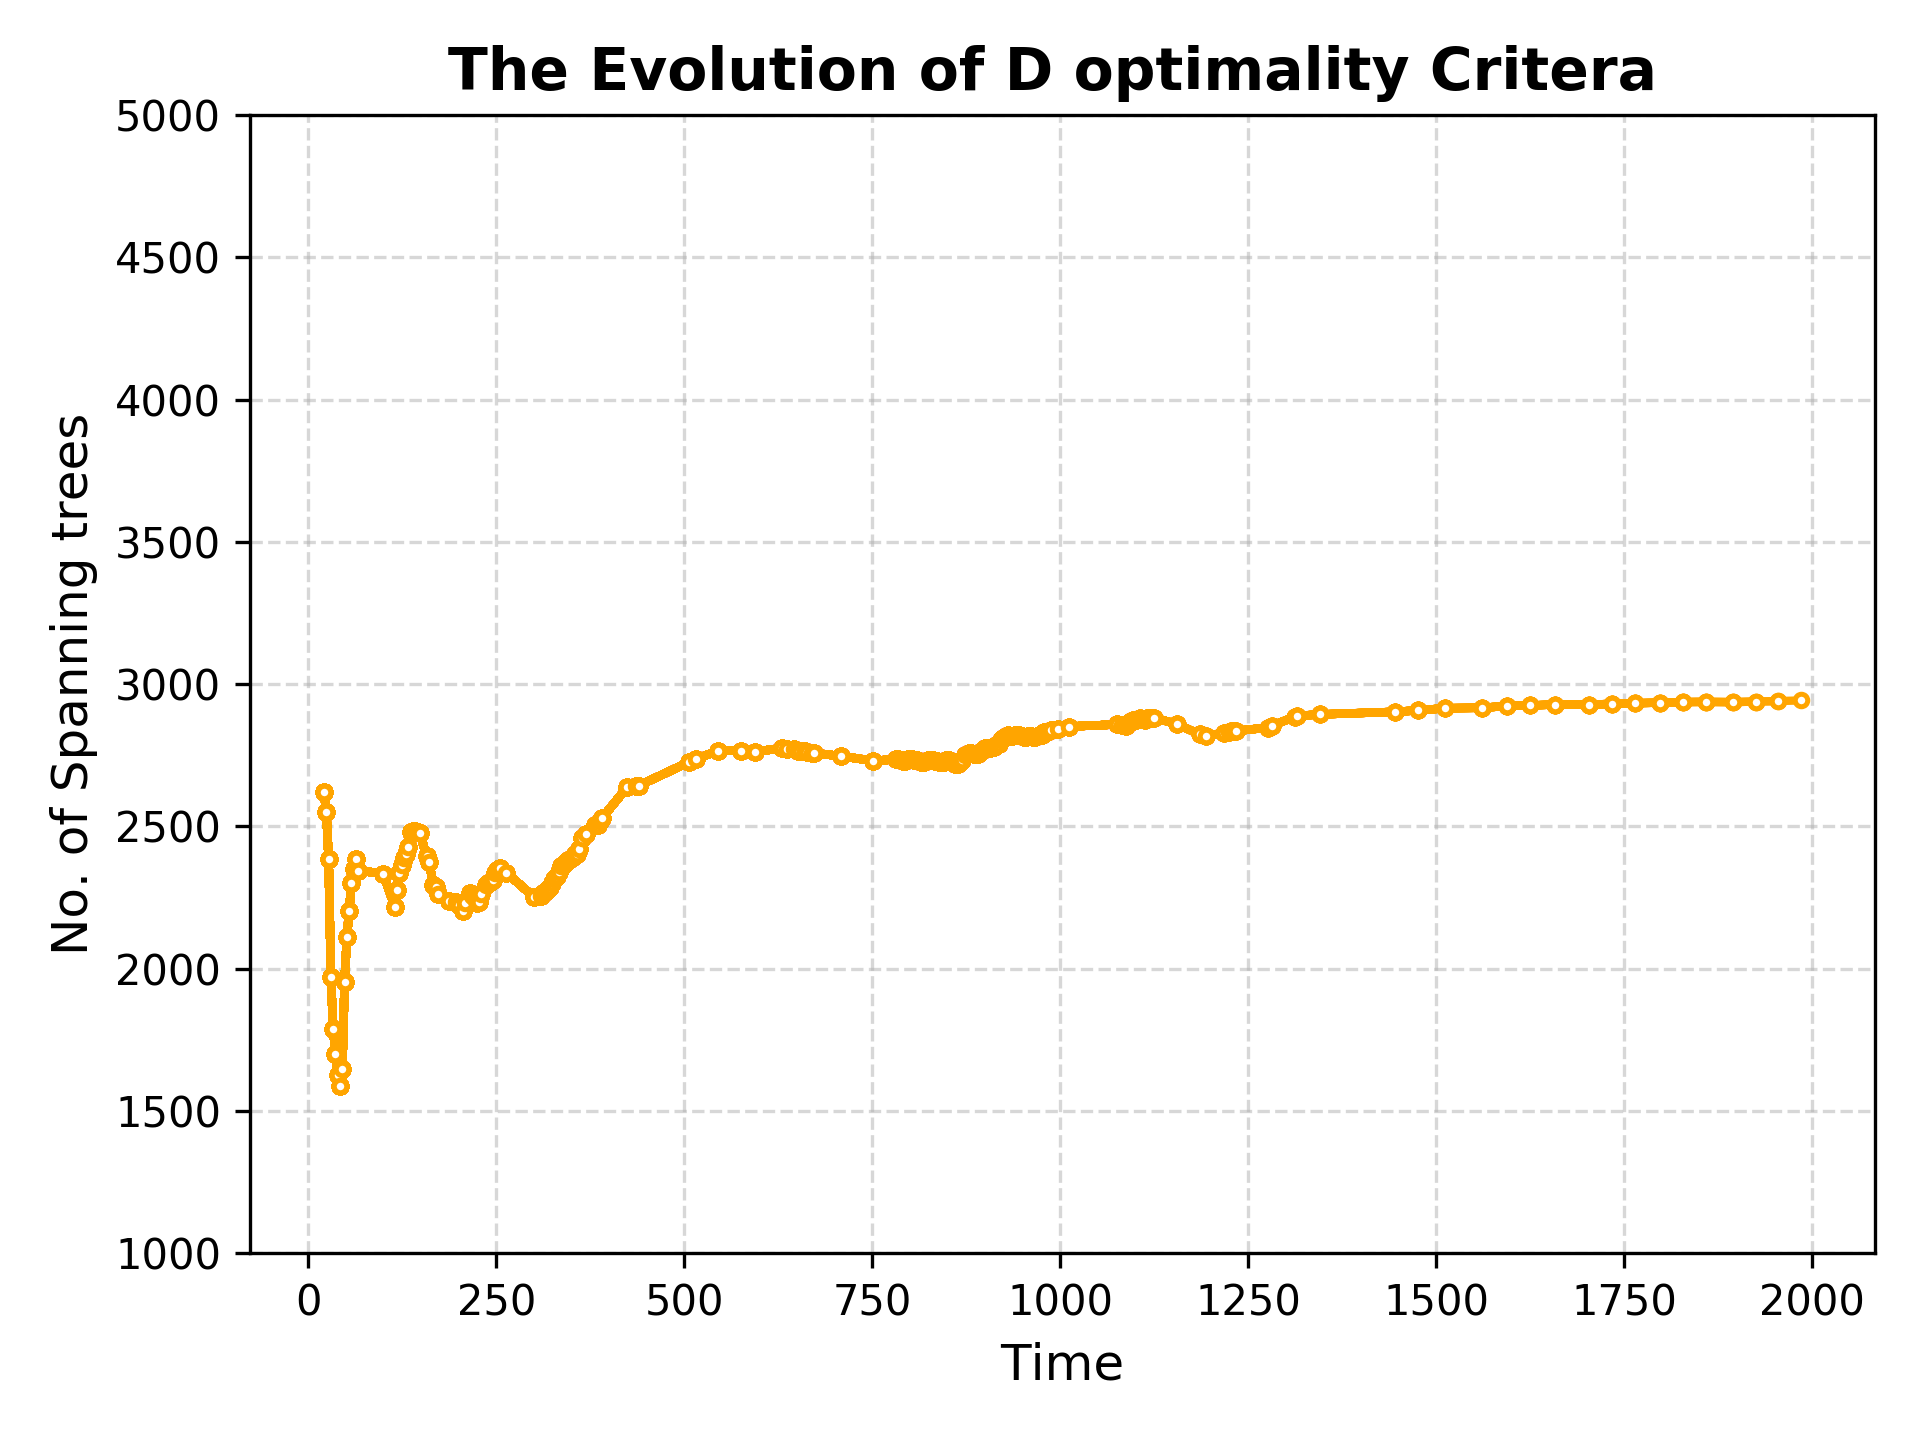 The Evolution of D optimality Critera
5000
4500
4000
3500
3000
2500
2000
1500
1000
No. of Spanning trees
0 250 500 750 1000 1250 1500 1750 2000
Time